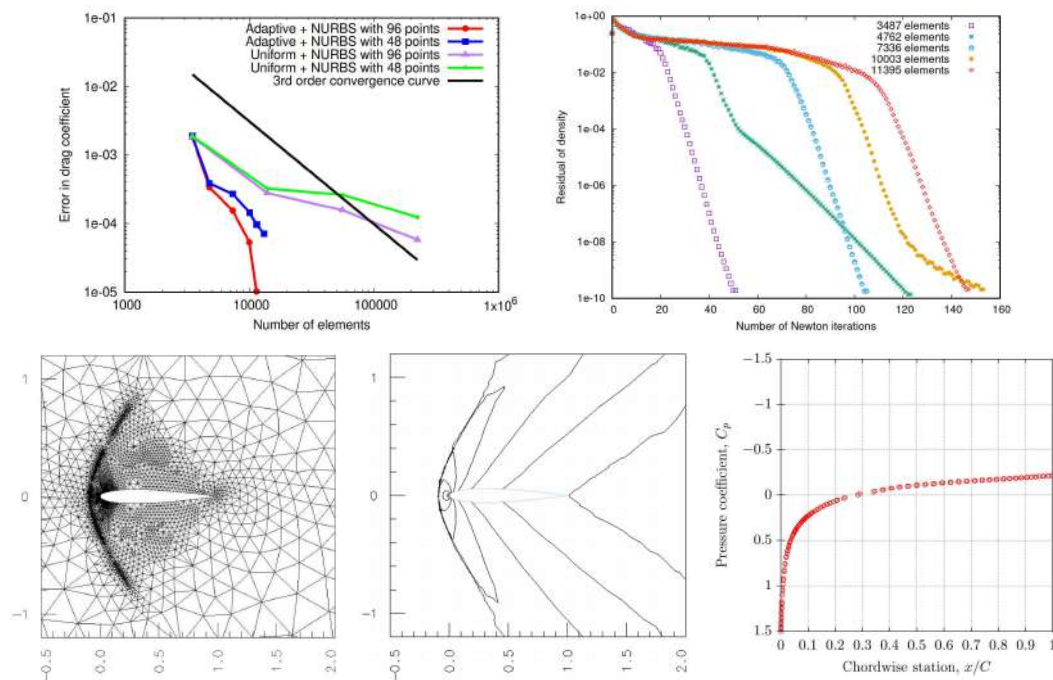 1e-01
1e-02
1e-03
1e-04
1e-05
Error in drag coefficient
Adaptive + NURBS with 96 points
Adaptive + NURBS with 48 points
Uniform + NURBS with 96 points
Uniform + NURBS with 48 points
3rd order convergence curve
1000 10000 100000 1x10⁶
Number of elements
1e+00
1e-02
1e-04
1e-06
1e-08
1e-10
Residual of density
3487 elements
4762 elements
7336 elements
10003 elements
11395 elements
0 20 40 60 80 100 120 140 160
Number of Newton iterations
1
0
−1
−0.5 0.0 0.5 1.0 1.5 2.0
1
0
−1
−0.5 0.0 0.5 1.0 1.5 2.0
−1.5
−1
−0.5
0
0.5
1
1.5
Pressure coefficient, Cp
0 0.1 0.2 0.3 0.4 0.5 0.6 0.7 0.8 0.9 1
Chordwise station, x/C